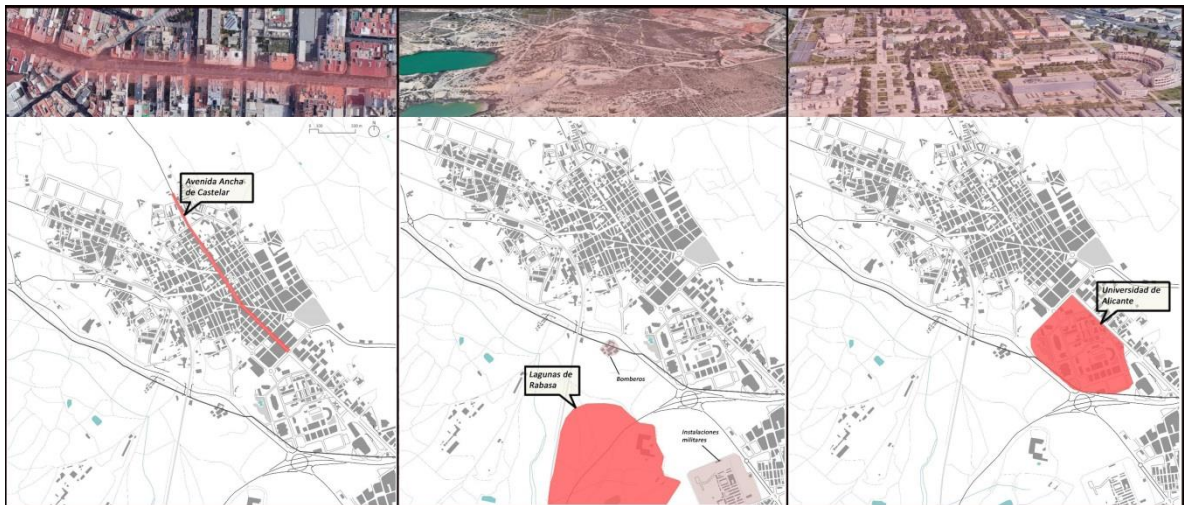 Avenida Ancha
de Castelar
Lagunas de
Rabasa
Bomberos
Instalaciones
militares
Universidad de
Alicante